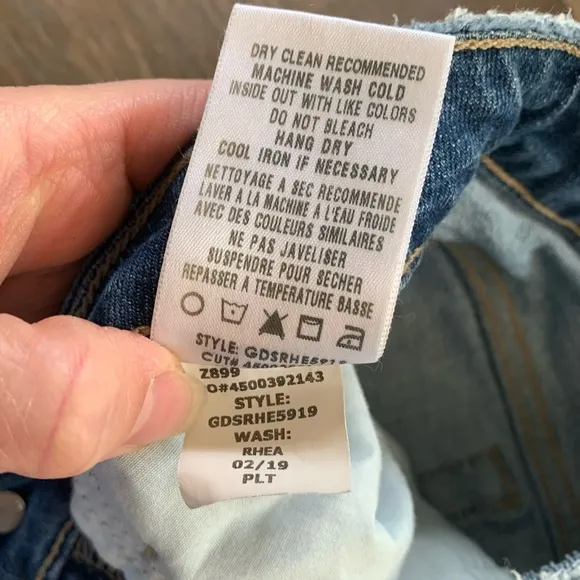 DRY CLEAN RECOMMENDED
MACHINE WASH COLD
INSIDE OUT WITH LIKE COLORS
DO NOT BLEACH
HANG DRY
COOL IRON IF NECESSARY
NETTOYAGE A SEC RECOMMENDE
LAVER À LA MACHINE À L'EAU FROIDE
AVEC DES COULEURS SIMILAIRES
NE PAS JAVELISER
SUSPENDRE POUR SECHER
REPASSER A TEMPERATURE BASSE
STYLE: GDSRHE5919
CUT#
Z899
O#4500392143
STYLE:
GDSRHE5919
WASH:
RHEA
02/19
PLT